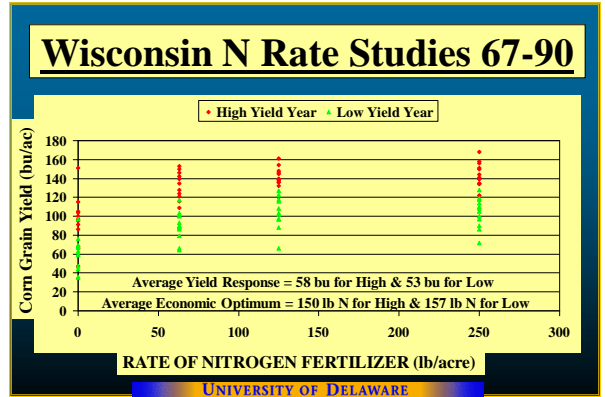 Wisconsin N Rate Studies 67-90
High Yield Year Low Yield Year
Corn Grain Yield (bu/ac)
180
160
140
120
100
80
60
40
20
0
Average Yield Response = 58 bu for High & 53 bu for Low
Average Economic Optimum = 150 lb N for High & 157 lb N for Low
0 50 100 150 200 250 300
RATE OF NITROGEN FERTILIZER (lb/acre)
UNIVERSITY OF DELAWARE